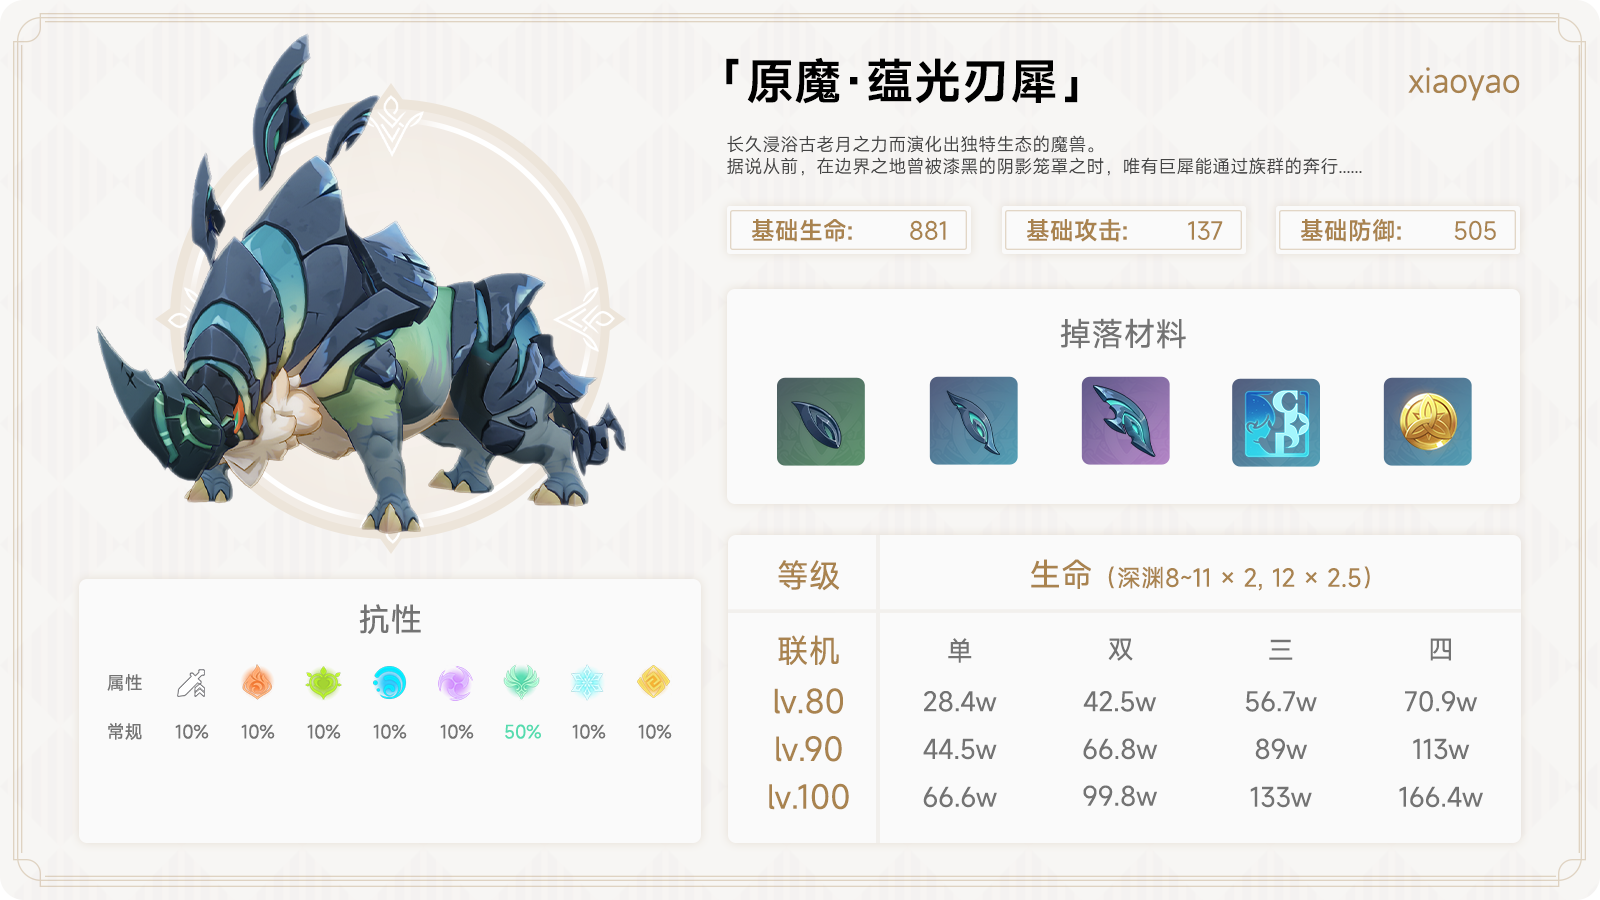 「原魔·蕴光刃犀」
xiaoyao
长久浸浴古老月之力而演化出独特生态的魔兽。
据说从前，在边界之地曾被漆黑的阴影笼罩之时，唯有巨犀能通过族群的奔行......
基础生命: 881
基础攻击: 137
基础防御: 505
掉落材料
抗性
属性
常规 10% 10% 10% 10% 10% 50% 10% 10%
等级 生命（深渊8~11 × 2, 12 × 2.5）
联机 单 双 三 四
lv.80 28.4w 42.5w 56.7w 70.9w
lv.90 44.5w 66.8w 89w 113w
lv.100 66.6w 99.8w 133w 166.4w